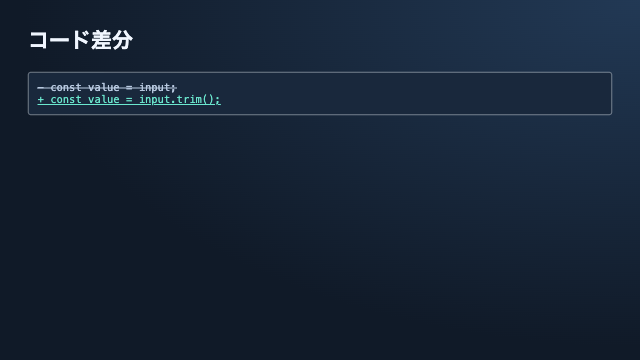 コード差分
- const value = input;
+ const value = input.trim();